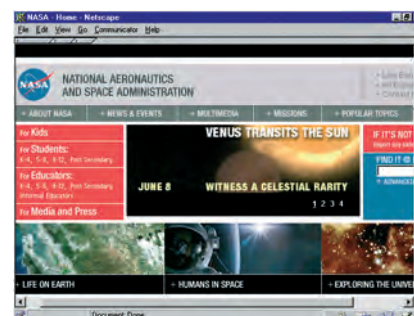 NASA - Home - Netscape
File Edit View Go Communicator Help
NASA
NATIONAL AERONAUTICS
AND SPACE ADMINISTRATION
+ ABOUT NASA + NEWS & EVENTS + MULTIMEDIA + MISSIONS + POPULAR TOPICS
For Kids
For Students:
K-4, 5-8, 9-12, Post Secondary
For Educators:
K-4, 5-8, 9-12, Post Secondary
Informal Educators
For Media and Press
VENUS TRANSITS THE SUN
JUNE 8 WITNESS A CELESTIAL RARITY
1 2 3 4
IF IT'S NOT
FIND IT @
+ ADVANCED
+ LIFE ON EARTH + HUMANS IN SPACE + EXPLORING THE UNIVE
Document: Done